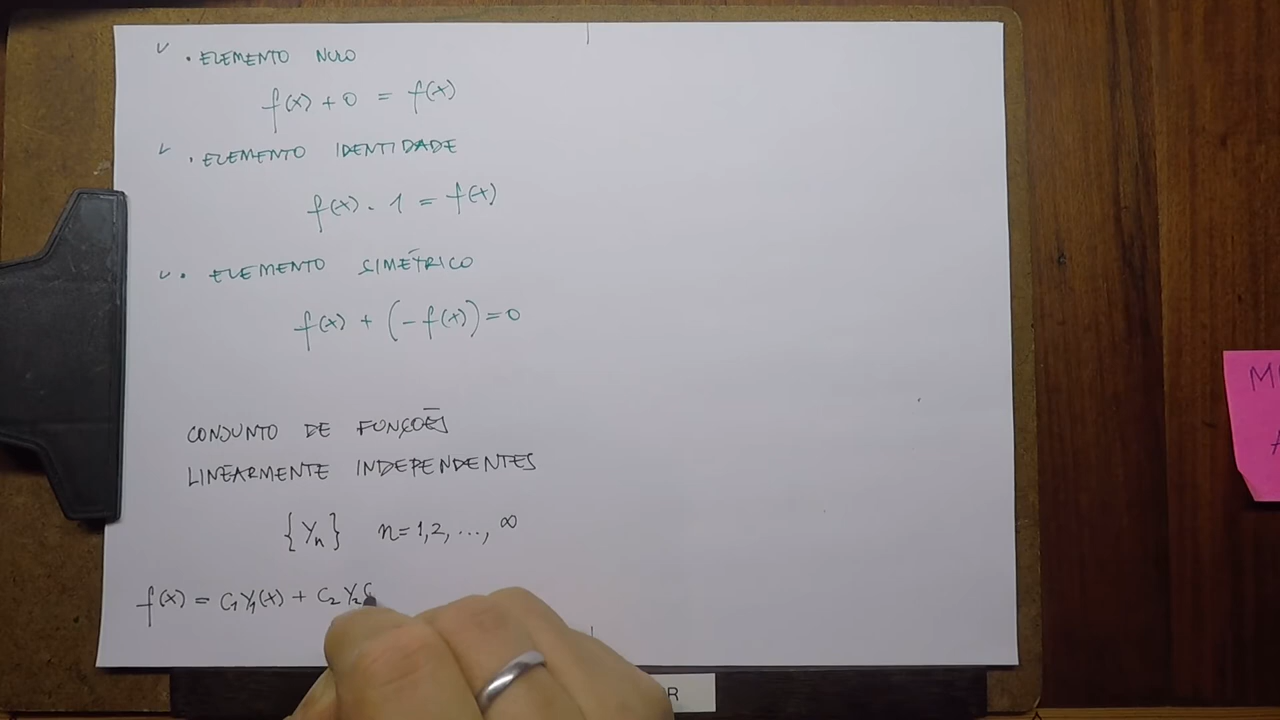 ✓ • ELEMENTO NULO
f(x) + 0 = f(x)
✓ • ELEMENTO IDENTIDADE
f(x) . 1 = f(x)
✓ • ELEMENTO SIMÉTRICO
f(x) + (-f(x)) = 0
CONJUNTO DE FUNÇÕES
LINEARMENTE INDEPENDENTES
{Yn} n=1,2, ..., ∞
f(x) = C1Y1(x) + C2Y2(